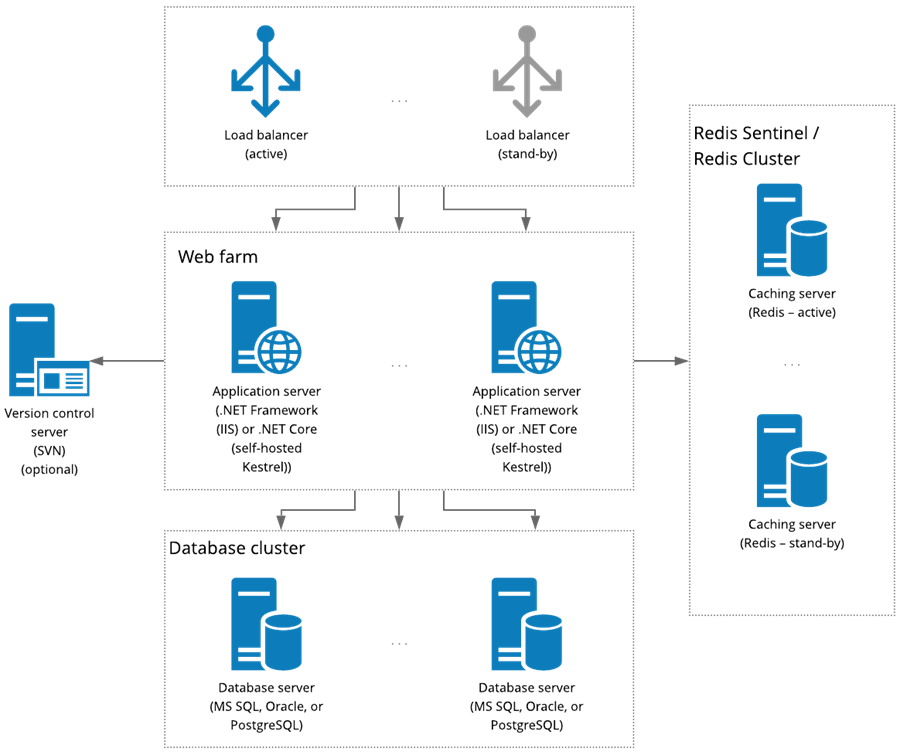 Load balancer
(active)
...
Load balancer
(stand-by)
Redis Sentinel /
Redis Cluster
Caching server
(Redis – active)
...
Caching server
(Redis – stand-by)
Web farm
Application server
(.NET Framework
(IIS) or .NET Core
(self-hosted
Kestrel))
...
Application server
(.NET Framework
(IIS) or .NET Core
(self-hosted
Kestrel))
Version control
server
(SVN)
(optional)
Database cluster
Database server
(MS SQL, Oracle, or
PostgreSQL)
...
Database server
(MS SQL, Oracle, or
PostgreSQL)